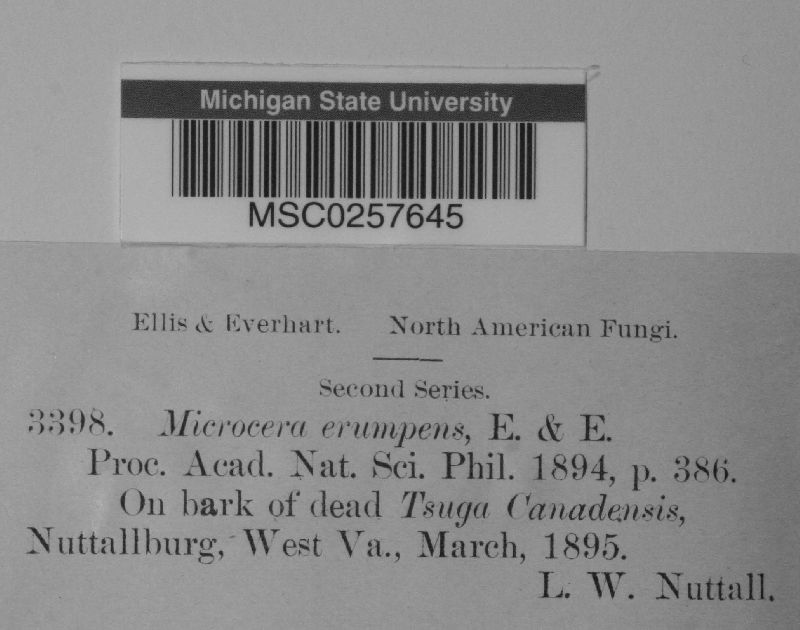 Michigan State University
MSC0257645
Ellis & Everhart. North American Fungi.
Second Series.
3398. Microcera erumpens, E. & E.
Proc. Acad. Nat. Sci. Phil. 1894, p. 386.
On bark of dead Tsuga Canadensis,
Nuttallburg, West Va., March, 1895.
L. W. Nuttall.